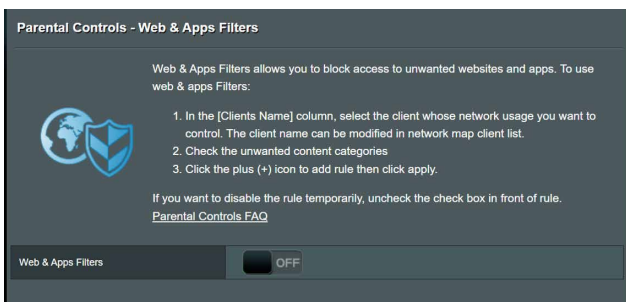 Parental Controls - Web & Apps Filters
Web & Apps Filters allows you to block access to unwanted websites and apps. To use
web & apps Filters:
1. In the [Clients Name] column, select the client whose network usage you want to
control. The client name can be modified in network map client list.
2. Check the unwanted content categories
3. Click the plus (+) icon to add rule then click apply.
If you want to disable the rule temporarily, uncheck the check box in front of rule.
Parental Controls FAQ
Web & Apps Filters
OFF